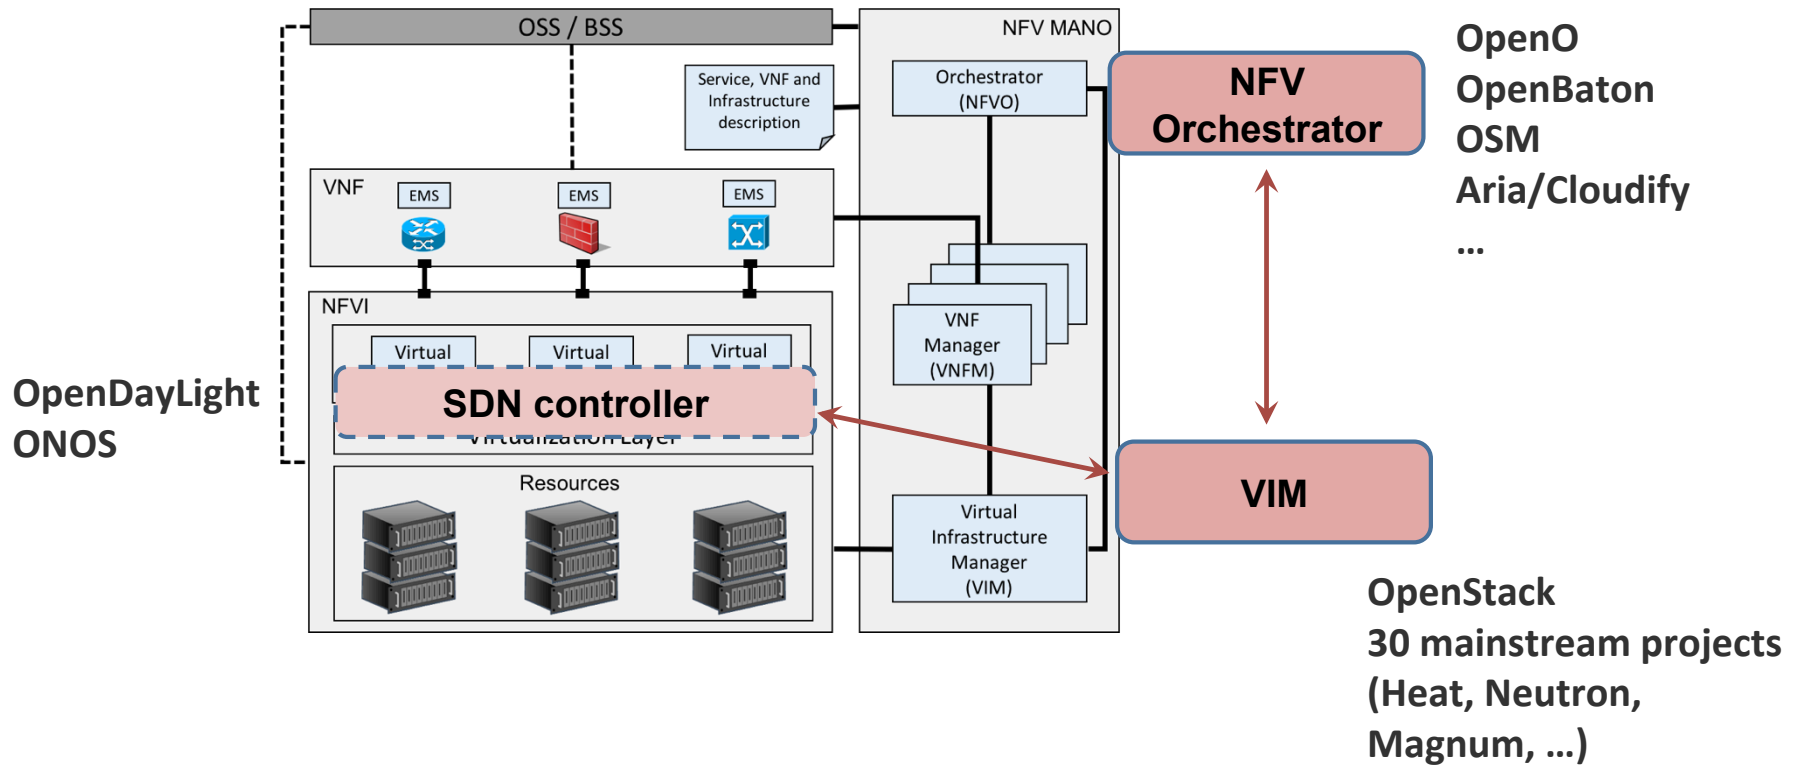 OSS / BSS
NFV MANO
Service, VNF and
Infrastructure
description
Orchestrator
(NFVO)
NFV
Orchestrator
OpenO
OpenBaton
OSM
Aria/Cloudify
...
VNF
EMS
EMS
EMS
NFVI
Virtual
Virtual
Virtual
SDN controller
Virtualization Layer
OpenDayLight
ONOS
VNF
Manager
(VNFM)
Resources
Virtual
Infrastructure
Manager
(VIM)
VIM
OpenStack
30 mainstream projects
(Heat, Neutron,
Magnum, ...)